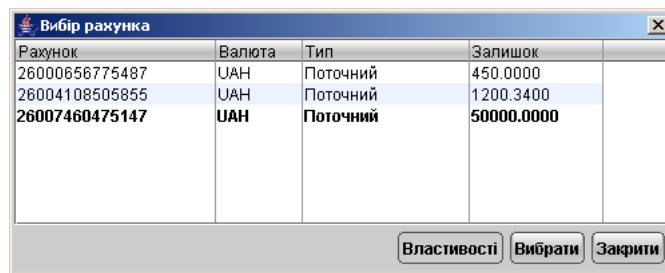 Вибір рахунка
Рахунок Валюта Тип Залишок
26000656775487 UAH Поточний 450.0000
26004108505855 UAH Поточний 1200.3400
26007460475147 UAH Поточний 50000.0000
Властивості Вибрати Закрити